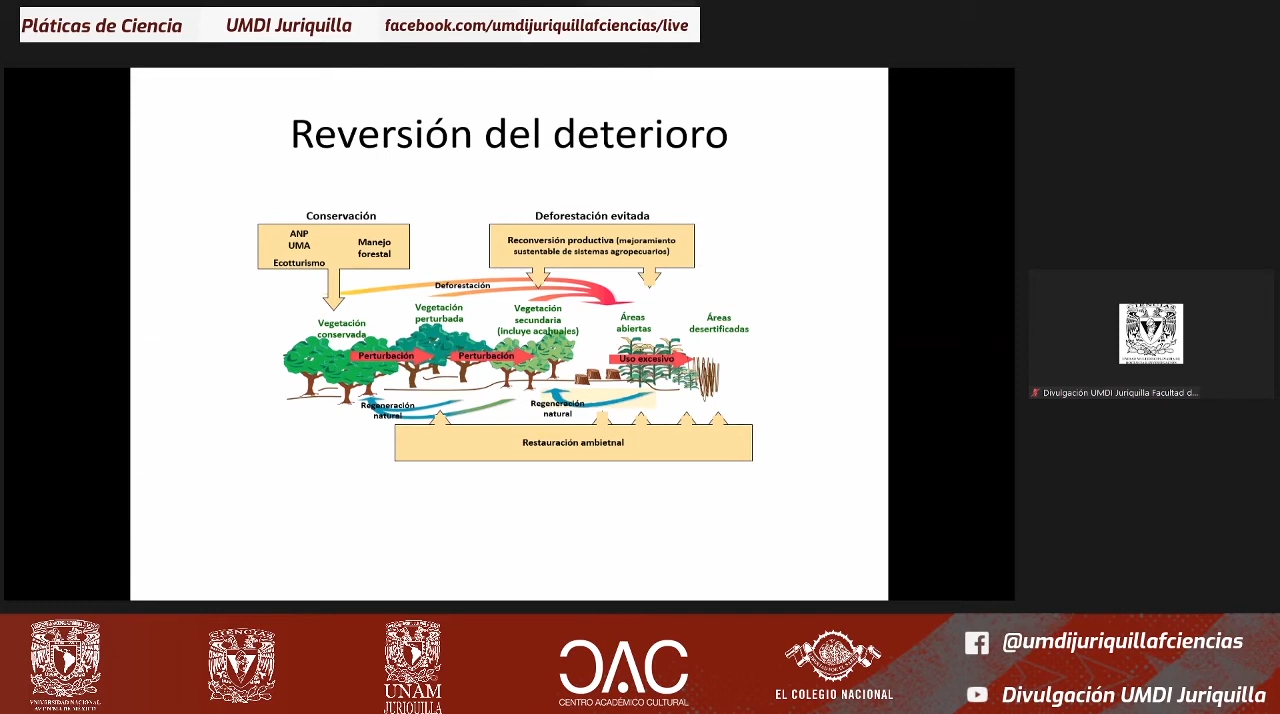 Pláticas de Ciencia
UMDI Juriquilla
facebook.com/umdijuriquillafciencias/live
Reversión del deterioro
Conservación
Deforestación evitada
ANP
UMA
Ecotturismo
Manejo
forestal
Reconversión productiva (mejoramiento
sustentable de sistemas agropecuarios)
Deforestación
Vegetación
conservada
Vegetación
perturbada
Vegetación
secundaria
(incluye acahuales)
Áreas
abiertas
Áreas
desertificadas
Perturbación
Perturbación
Uso excesivo
Regeneración
natural
Regeneración
natural
Restauración ambietnal
Divulgación UMDI Juriquilla Facultad d...
CIENCIAS
UNAM
JURIQUILLA
CAC
CENTRO ACADÉMICO CULTURAL
EL COLEGIO NACIONAL
@umdijuriquillafciencias
Divulgación UMDI Juriquilla